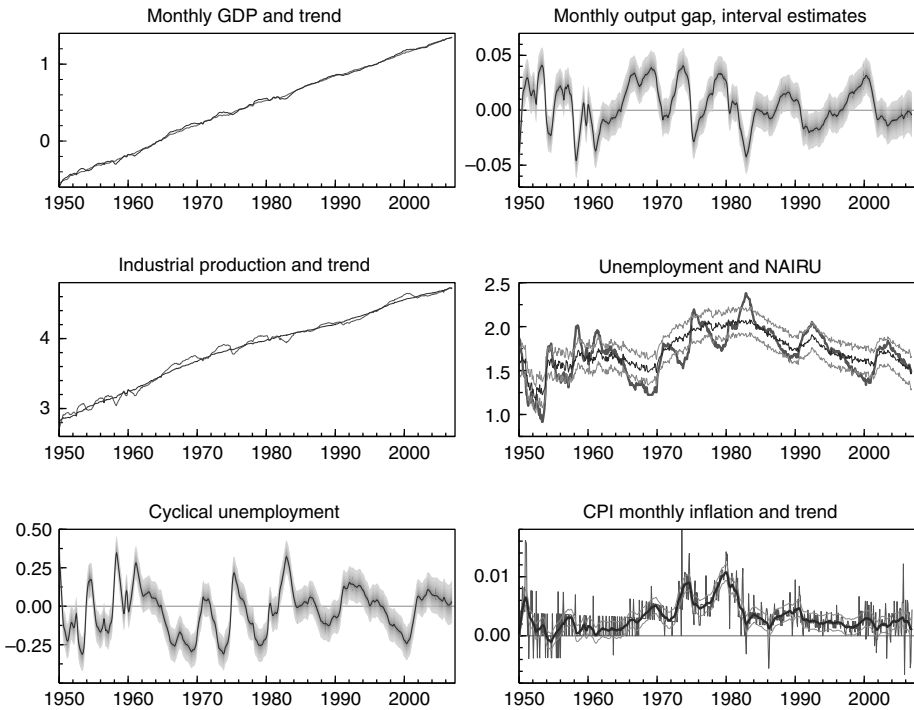 Monthly GDP and trend
1
0
1950 1960 1970 1980 1990 2000
Monthly output gap, interval estimates
0.05
0.00
−0.05
1950 1960 1970 1980 1990 2000
Industrial production and trend
4
3
1950 1960 1970 1980 1990 2000
Unemployment and NAIRU
2.5
2.0
1.5
1.0
1950 1960 1970 1980 1990 2000
Cyclical unemployment
0.50
0.25
0.00
−0.25
1950 1960 1970 1980 1990 2000
CPI monthly inflation and trend
0.01
0.00
1950 1960 1970 1980 1990 2000